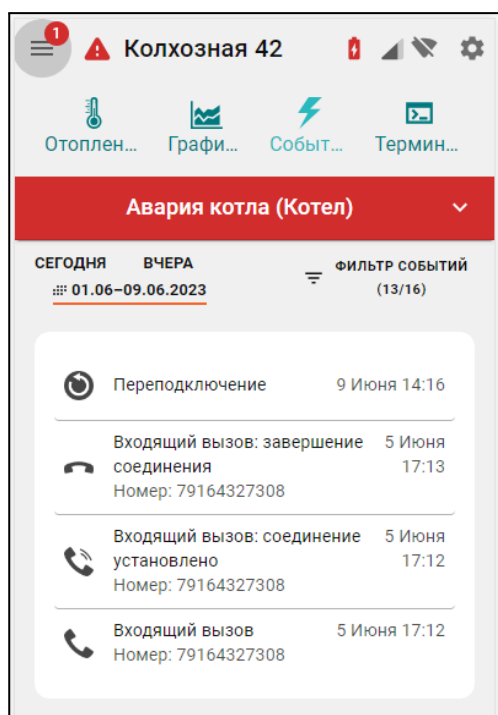 1
Колхозная 42
Отоплен... Графи... Событ... Термин...
Авария котла (Котел)
СЕГОДНЯ ВЧЕРА
01.06–09.06.2023
ФИЛЬТР СОБЫТИЙ
(13/16)
Переподключение 9 Июня 14:16
Входящий вызов: завершение 5 Июня
соединения 17:13
Номер: 79164327308
Входящий вызов: соединение 5 Июня
установлено 17:12
Номер: 79164327308
Входящий вызов 5 Июня 17:12
Номер: 79164327308